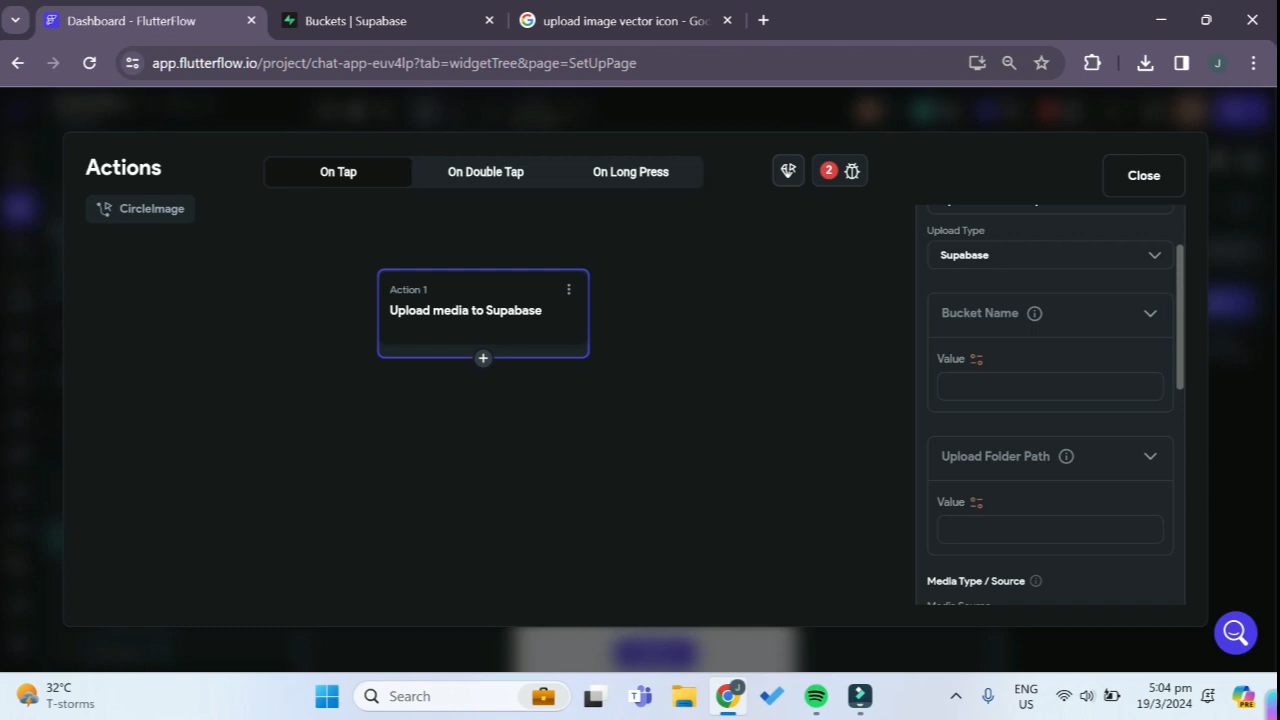 Dashboard - FlutterFlow
Buckets | Supabase
upload image vector icon - Goo
app.flutterflow.io/project/chat-app-euv4lp?tab=widgetTree&page=SetUpPage
J
Actions
On Tap
On Double Tap
On Long Press
2
Close
CircleImage
Upload Type
Supabase
Action 1
Upload media to Supabase
Bucket Name
Value
Upload Folder Path
Value
Media Type / Source
Media Source
32°C
T-storms
Search
ENG
US
5:04 pm
19/3/2024
PRE